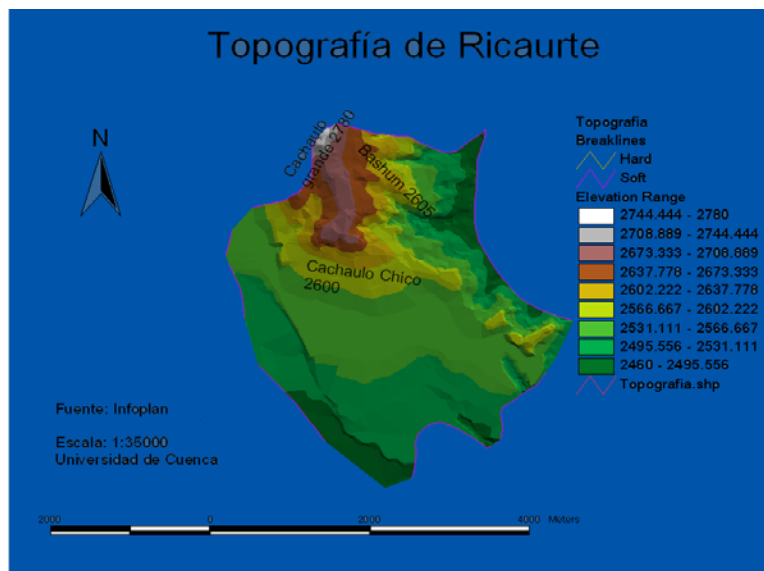 Topografía de Ricaurte
N
Cachaulo
grande 2780
Bashum 2605
Cachaulo Chico
2600
Topografia
Breaklines
Hard
Soft
Elevation Range
2744.444 - 2780
2708.889 - 2744.444
2673.333 - 2708.889
2637.778 - 2673.333
2602.222 - 2637.778
2566.667 - 2602.222
2531.111 - 2566.667
2495.556 - 2531.111
2460 - 2495.556
Topografia.shp
Fuente: Infoplan
Escala: 1:35000
Universidad de Cuenca
2000 0 2000 4000 Meters